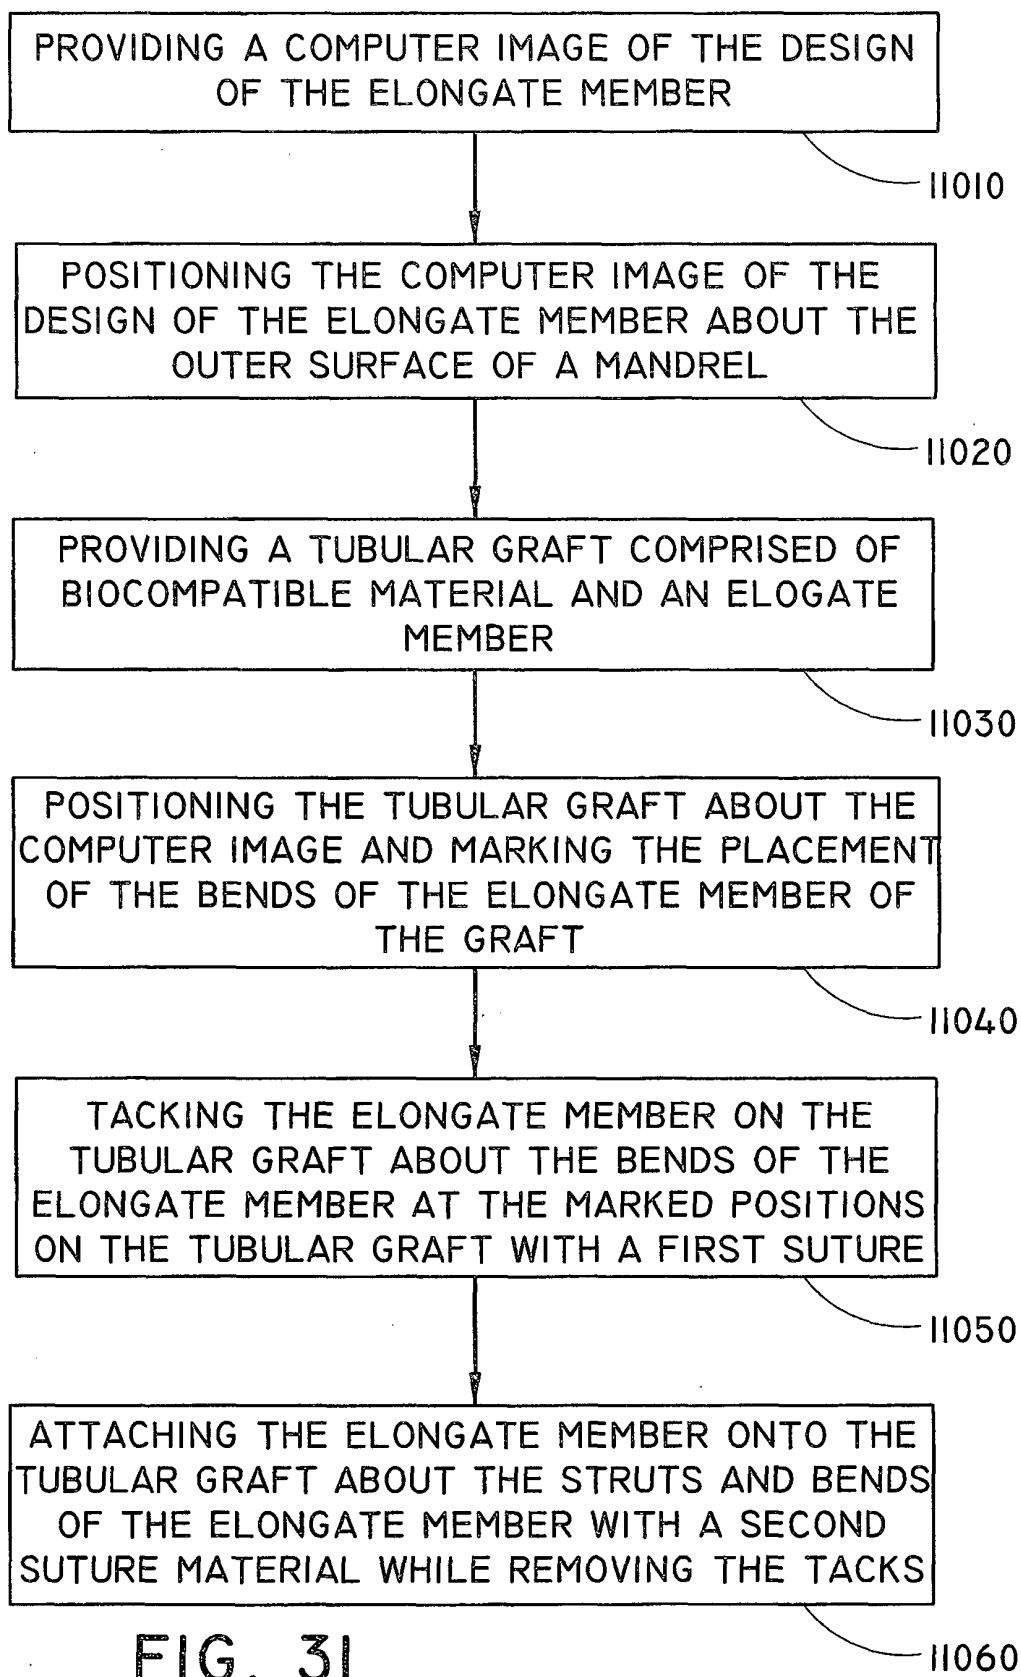 PROVIDING A COMPUTER IMAGE OF THE DESIGN
OF THE ELONGATE MEMBER
11010
POSITIONING THE COMPUTER IMAGE OF THE
DESIGN OF THE ELONGATE MEMBER ABOUT THE
OUTER SURFACE OF A MANDREL
11020
PROVIDING A TUBULAR GRAFT COMPRISED OF
BIOCOMPATIBLE MATERIAL AND AN ELOGATE
MEMBER
11030
POSITIONING THE TUBULAR GRAFT ABOUT THE
COMPUTER IMAGE AND MARKING THE PLACEMENT
OF THE BENDS OF THE ELONGATE MEMBER OF
THE GRAFT
11040
TACKING THE ELONGATE MEMBER ON THE
TUBULAR GRAFT ABOUT THE BENDS OF THE
ELONGATE MEMBER AT THE MARKED POSITIONS
ON THE TUBULAR GRAFT WITH A FIRST SUTURE
11050
ATTACHING THE ELONGATE MEMBER ONTO THE
TUBULAR GRAFT ABOUT THE STRUTS AND BENDS
OF THE ELONGATE MEMBER WITH A SECOND
SUTURE MATERIAL WHILE REMOVING THE TACKS
11060
FIG. 31